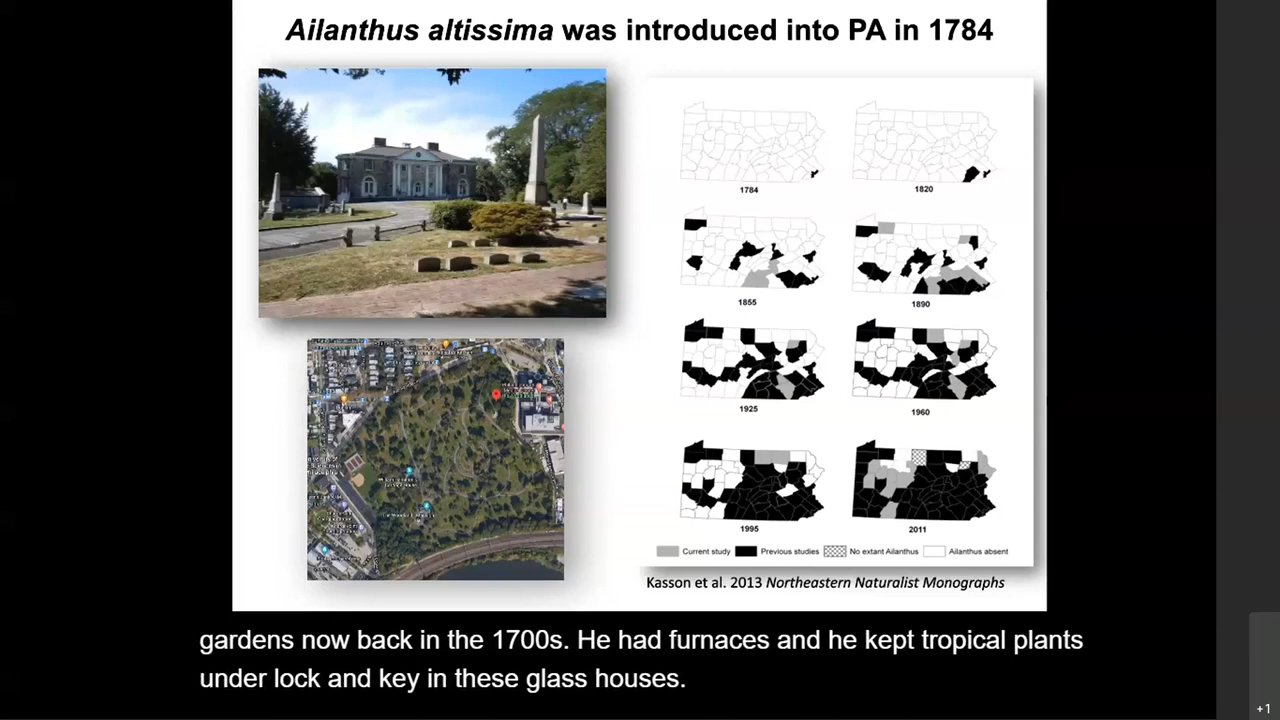 Ailanthus altissima was introduced into PA in 1784
1784
1820
1855
1890
1925
1960
1995
2011
Current study
Previous studies
No extant Ailanthus
Ailanthus absent
Kasson et al. 2013 Northeastern Naturalist Monographs
gardens now back in the 1700s. He had furnaces and he kept tropical plants
under lock and key in these glass houses.
+1